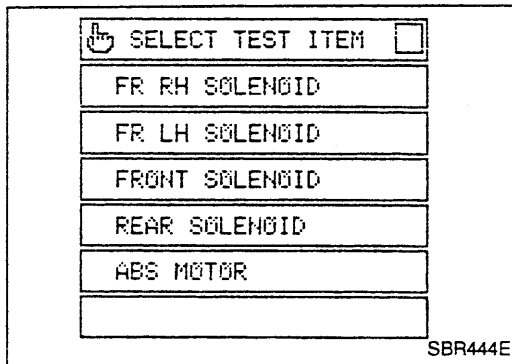 SELECT TEST ITEM
FR RH SOLENOID
FR LH SOLENOID
FRONT SOLENOID
REAR SOLENOID
ABS MOTOR
SBR444E